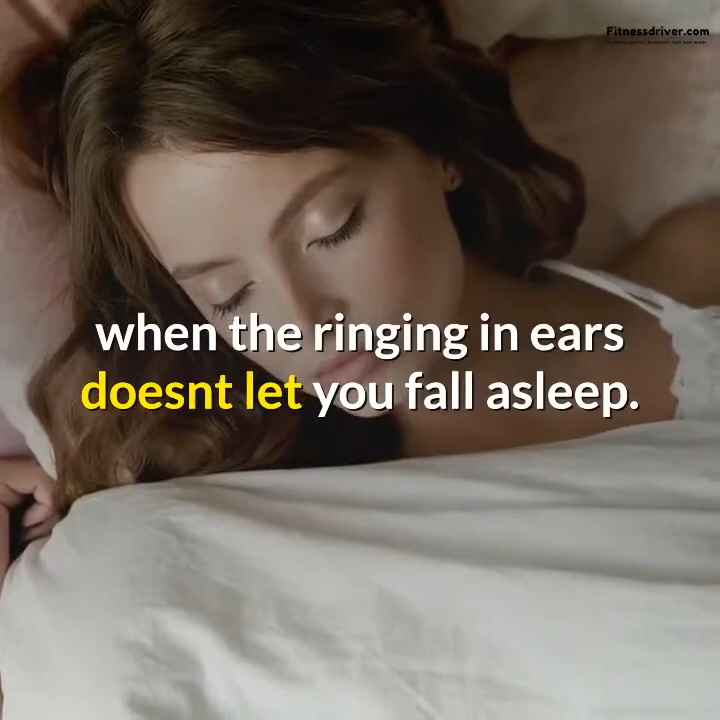 Fitnessdriver.com
when the ringing in ears
doesnt let you fall asleep.